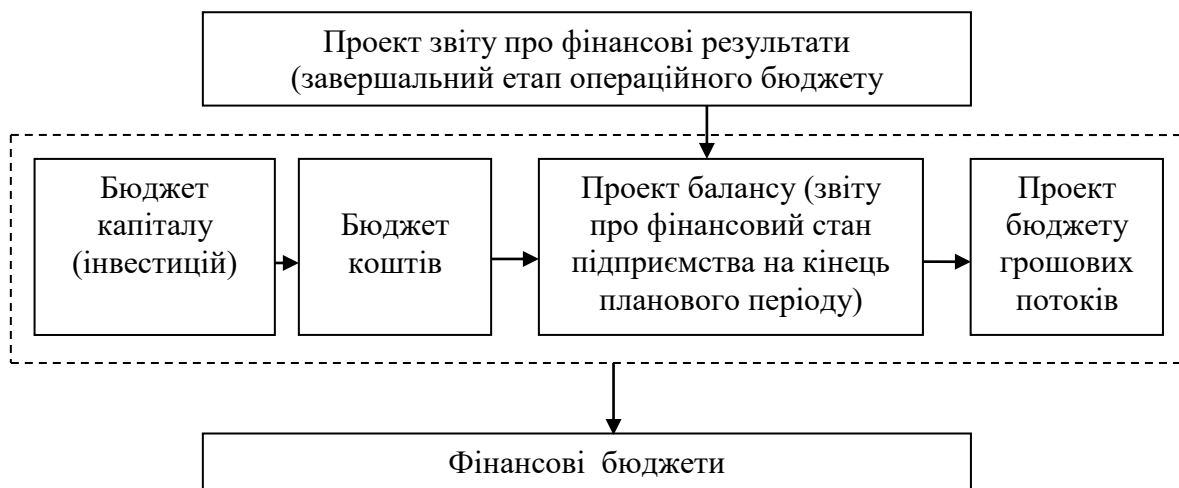 Проект звіту про фінансові результати
(завершальний етап операційного бюджету
Бюджет
капіталу
(інвестицій)
Бюджет
коштів
Проект балансу (звіту
про фінансовий стан
підприємства на кінець
планового періоду)
Проект
бюджету
грошових
потоків
Фінансові бюджети